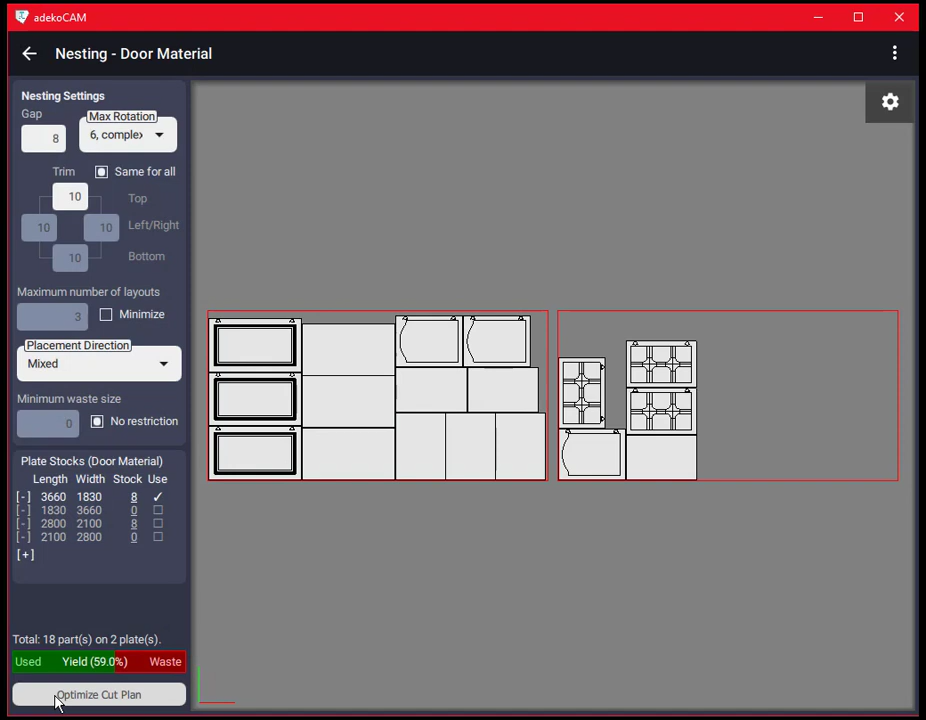 adekoCAM
Nesting - Door Material
Nesting Settings
Gap
Max Rotation
8
6, complex
Trim
Same for all
10
Top
10
10
Left/Right
10
Bottom
Maximum number of layouts
3
Minimize
Placement Direction
Mixed
Minimum waste size
0
No restriction
Plate Stocks (Door Material)
Length Width Stock Use
[-] 3660 1830 8 ✓
[-] 1830 3660 0
[-] 2800 2100 8
[-] 2100 2800 0
[+]
Total: 18 part(s) on 2 plate(s).
Used Yield (59.0%) Waste
Optimize Cut Plan